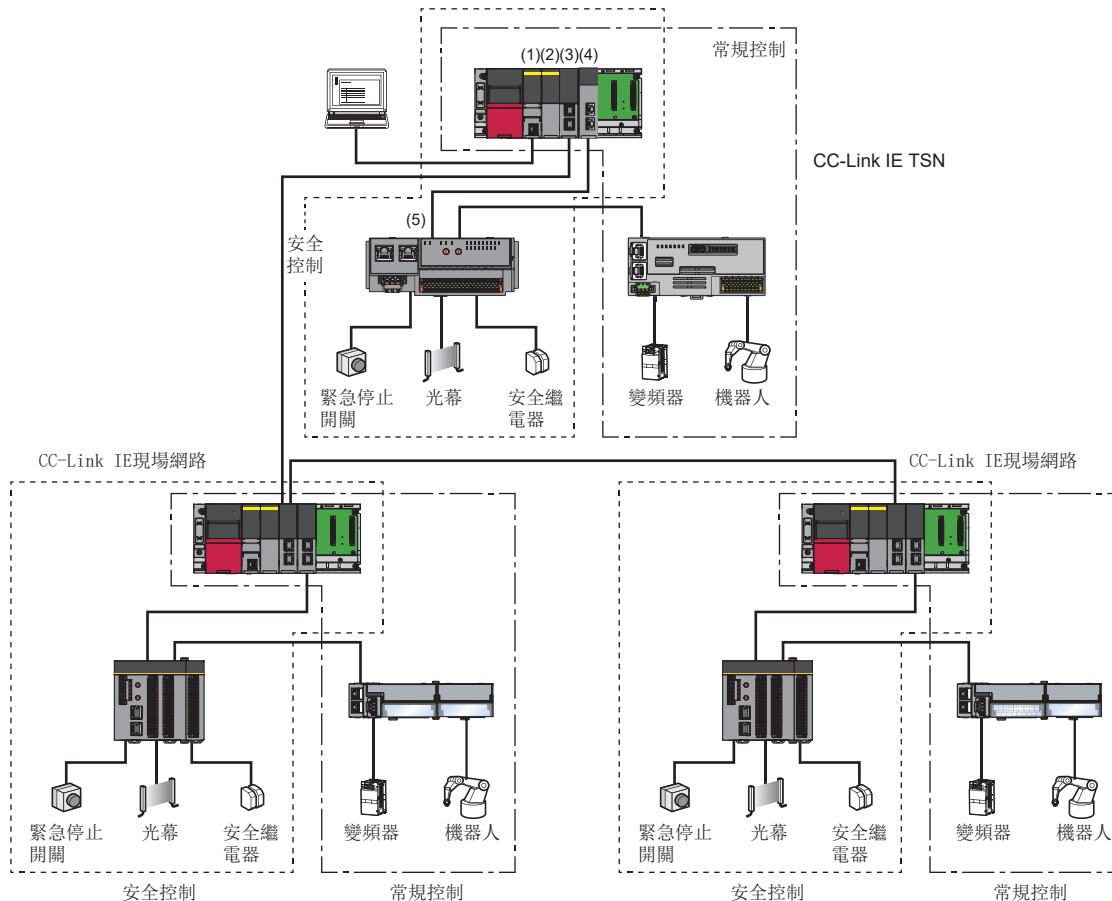 常規控制
(1)(2)(3)(4)
CC-Link IE TSN
(5)
安全
控制
緊急停止
開關
光幕
安全繼
電器
變頻器
機器人
CC-Link IE現場網路
CC-Link IE現場網路
緊急停止
開關
光幕
安全繼
電器
變頻器
機器人
緊急停止
開關
光幕
安全繼
電器
變頻器
機器人
安全控制
常規控制
安全控制
常規控制